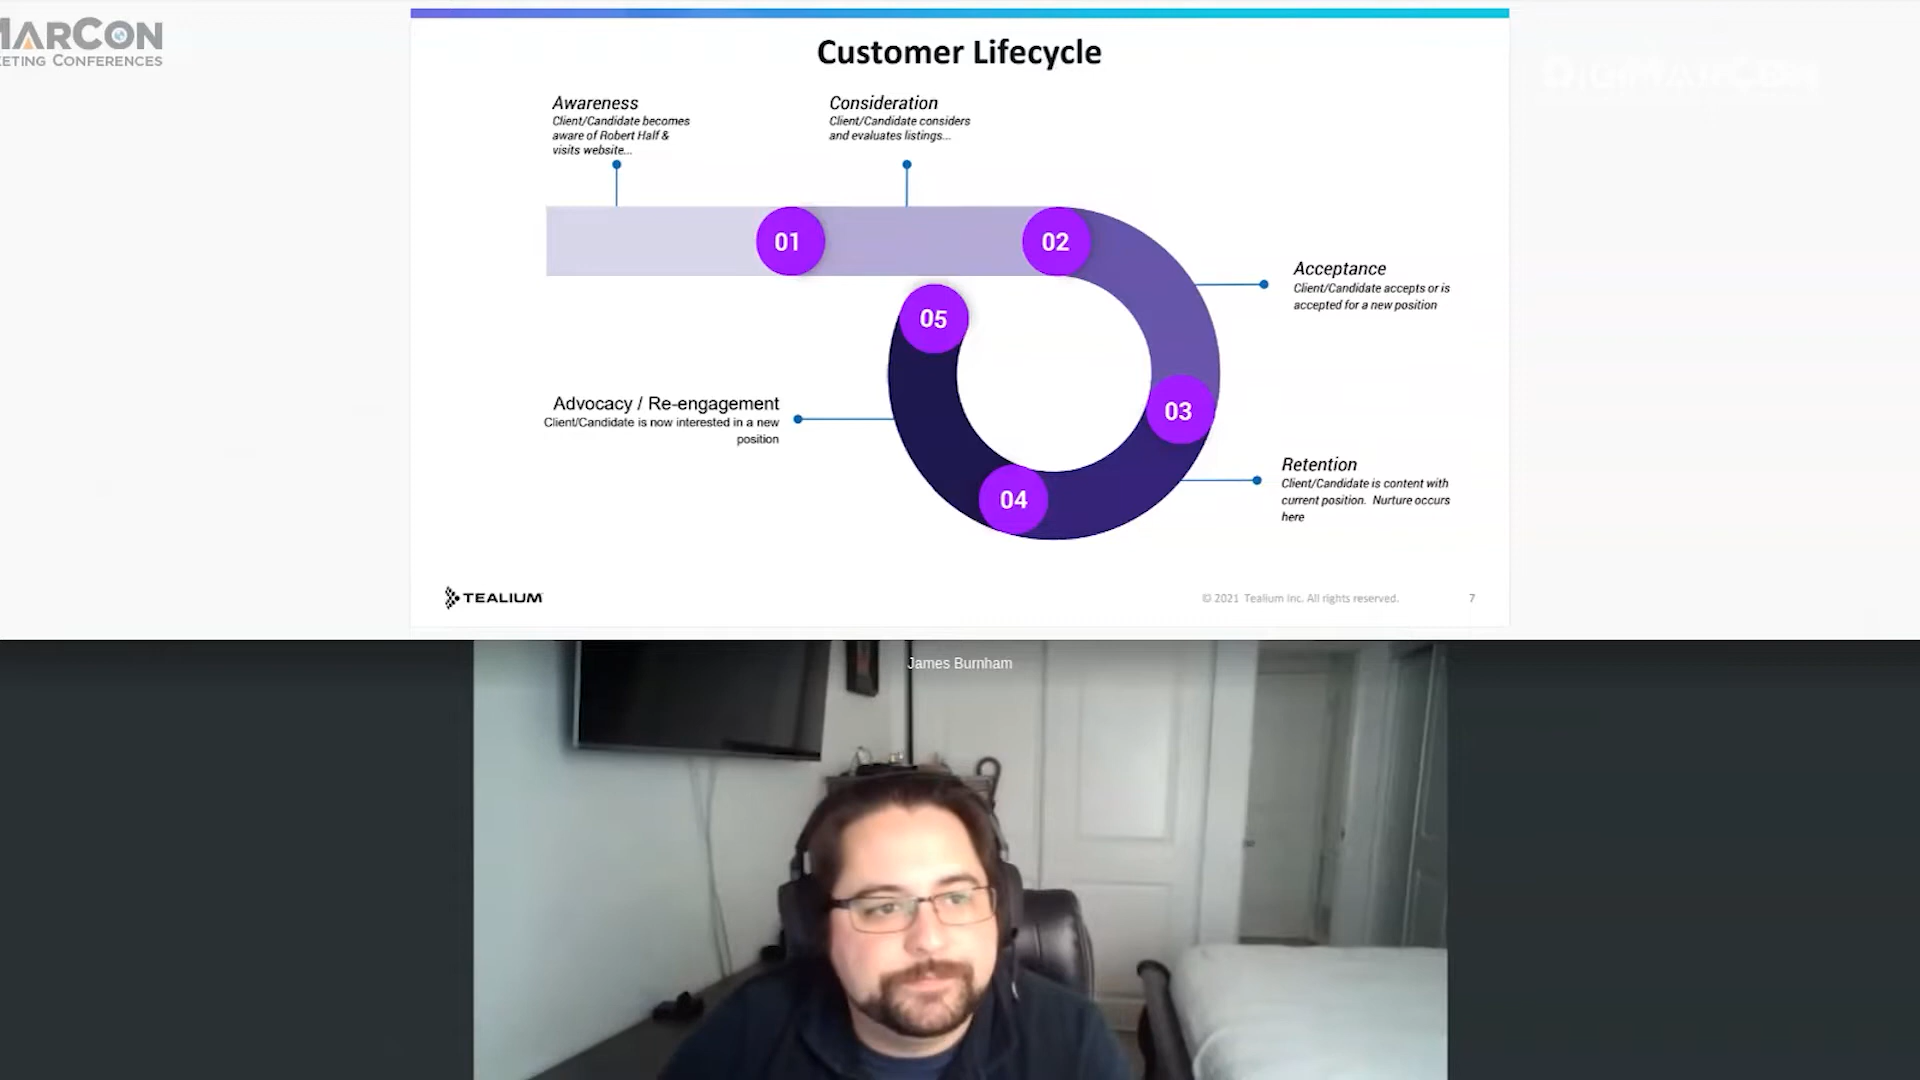 MARCON
KETING CONFERENCES
DIGIMARCON
Customer Lifecycle
Awareness
Client/Candidate becomes
aware of Robert Half &
visits website...
Consideration
Client/Candidate considers
and evaluates listings...
01
02
Acceptance
Client/Candidate accepts or is
accepted for a new position
05
Advocacy / Re-engagement
Client/Candidate is now interested in a new
position
03
Retention
Client/Candidate is content with
current position. Nurture occurs
here
04
TEALIUM
© 2021 Tealium Inc. All rights reserved.
7
James Burnham